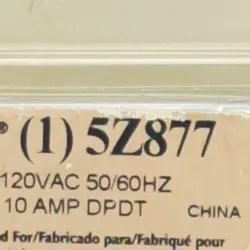 ® (1) 5Z877
120VAC 50/60HZ
10 AMP DPDT CHINA
For/Fabricado para/Fabriqué pour